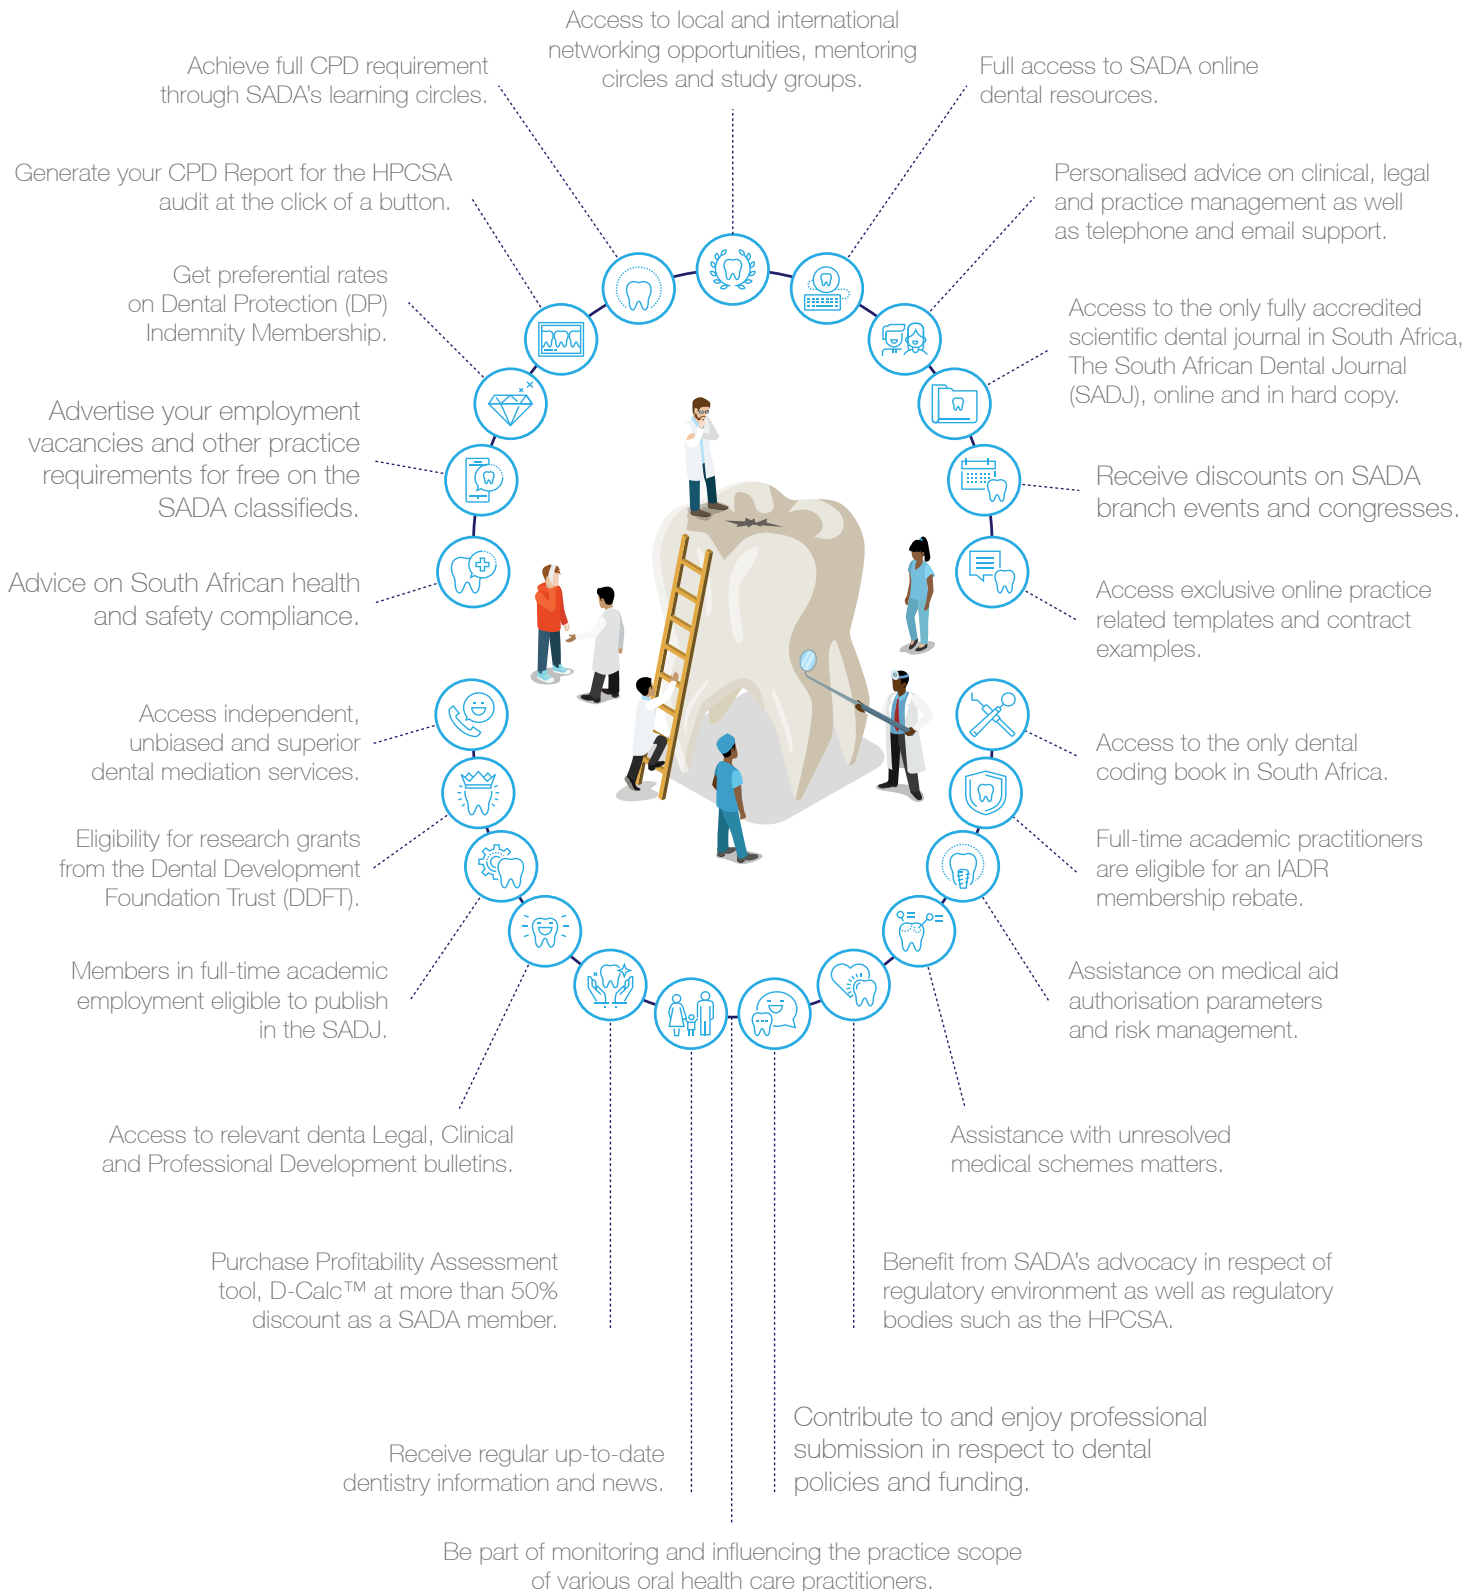 Access to local and international
networking opportunities, mentoring
circles and study groups.
Achieve full CPD requirement
through SADA's learning circles.
Full access to SADA online
dental resources.
Generate your CPD Report for the HPCSA
audit at the click of a button.
Personalised advice on clinical, legal
and practice management as well
as telephone and email support.
Get preferential rates
on Dental Protection (DP)
Indemnity Membership.
Access to the only fully accredited
scientific dental journal in South Africa,
The South African Dental Journal
(SADJ), online and in hard copy.
Advertise your employment
vacancies and other practice
requirements for free on the
SADA classifieds.
Receive discounts on SADA
branch events and congresses.
Advice on South African health
and safety compliance.
Access exclusive online practice
related templates and contract
examples.
Access independent,
unbiased and superior
dental mediation services.
Access to the only dental
coding book in South Africa.
Eligibility for research grants
from the Dental Development
Foundation Trust (DDFT).
Full-time academic practitioners
are eligible for an IADR
membership rebate.
Members in full-time academic
employment eligible to publish
in the SADJ.
Assistance on medical aid
authorisation parameters
and risk management.
Access to relevant denta Legal, Clinical
and Professional Development bulletins.
Assistance with unresolved
medical schemes matters.
Purchase Profitability Assessment
tool, D-Calc™ at more than 50%
discount as a SADA member.
Benefit from SADA's advocacy in respect of
regulatory environment as well as regulatory
bodies such as the HPCSA.
Receive regular up-to-date
dentistry information and news.
Contribute to and enjoy professional
submission in respect to dental
policies and funding.
Be part of monitoring and influencing the practice scope
of various oral health care practitioners.